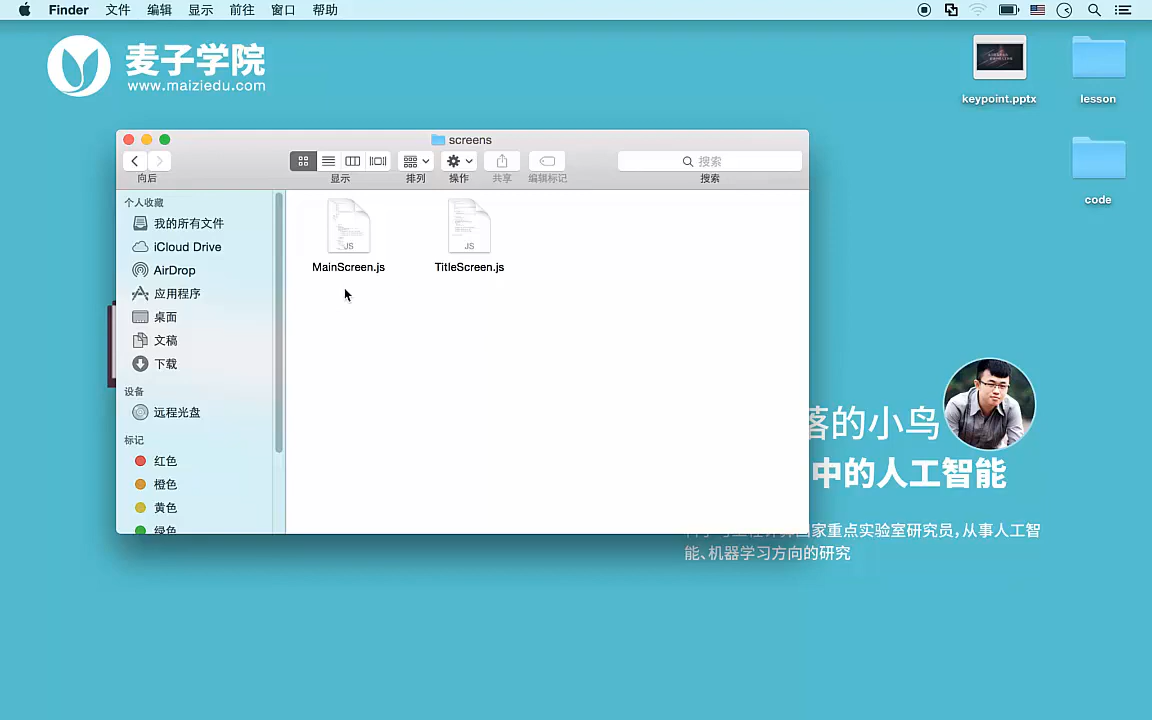 Finder 文件 编辑 显示 前往 窗口 帮助
麦子学院
www.maiziedu.com
keypoint.pptx
lesson
code
screens
向后
显示
排列
操作
共享
编辑标记
搜索
搜索
个人收藏
我的所有文件
iCloud Drive
AirDrop
应用程序
桌面
文稿
下载
设备
远程光盘
标记
红色
橙色
黄色
绿色
JS
MainScreen.js
JS
TitleScreen.js
落的小鸟
中的人工智能
国家重点实验室研究员,从事人工智
能、机器学习方向的研究